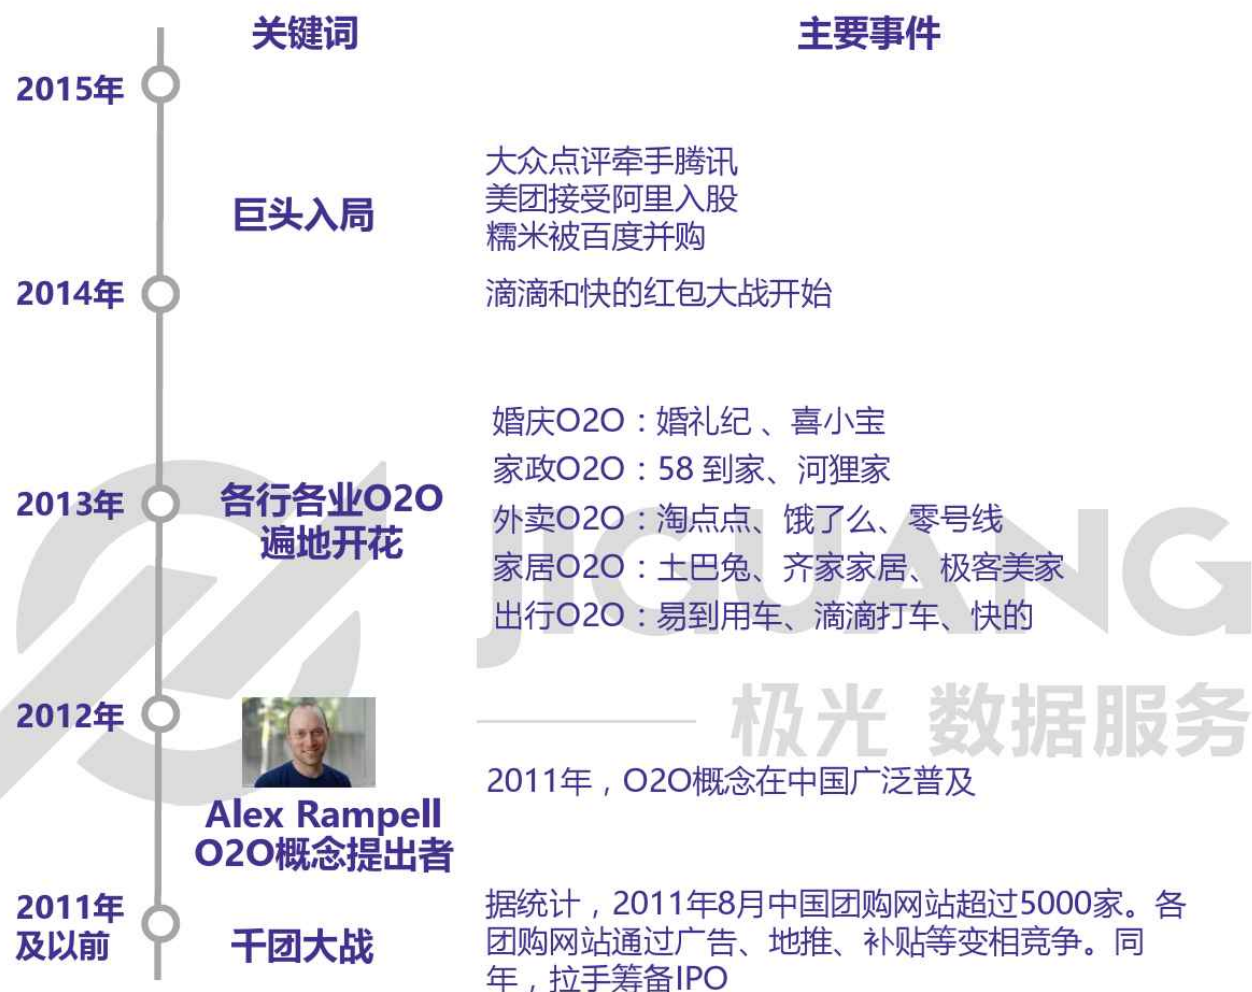 关键词
主要事件
2015年
大众点评牵手腾讯
美团接受阿里入股
糯米被百度并购
巨头入局
2014年
滴滴和快的红包大战开始
婚庆O2O：婚礼纪 、喜小宝
家政O2O：58 到家、河狸家
外卖O2O：淘点点、饿了么、零号线
家居O2O：土巴兔、齐家家居、极客美家
出行O2O：易到用车、滴滴打车、快的
2013年
各行各业O2O
遍地开花
JIGUANG
极光 数据服务
2012年
2011年，O2O概念在中国广泛普及
Alex Rampell
O2O概念提出者
2011年
及以前
千团大战
据统计，2011年8月中国团购网站超过5000家。各
团购网站通过广告、地推、补贴等变相竞争。同
年，拉手筹备IPO